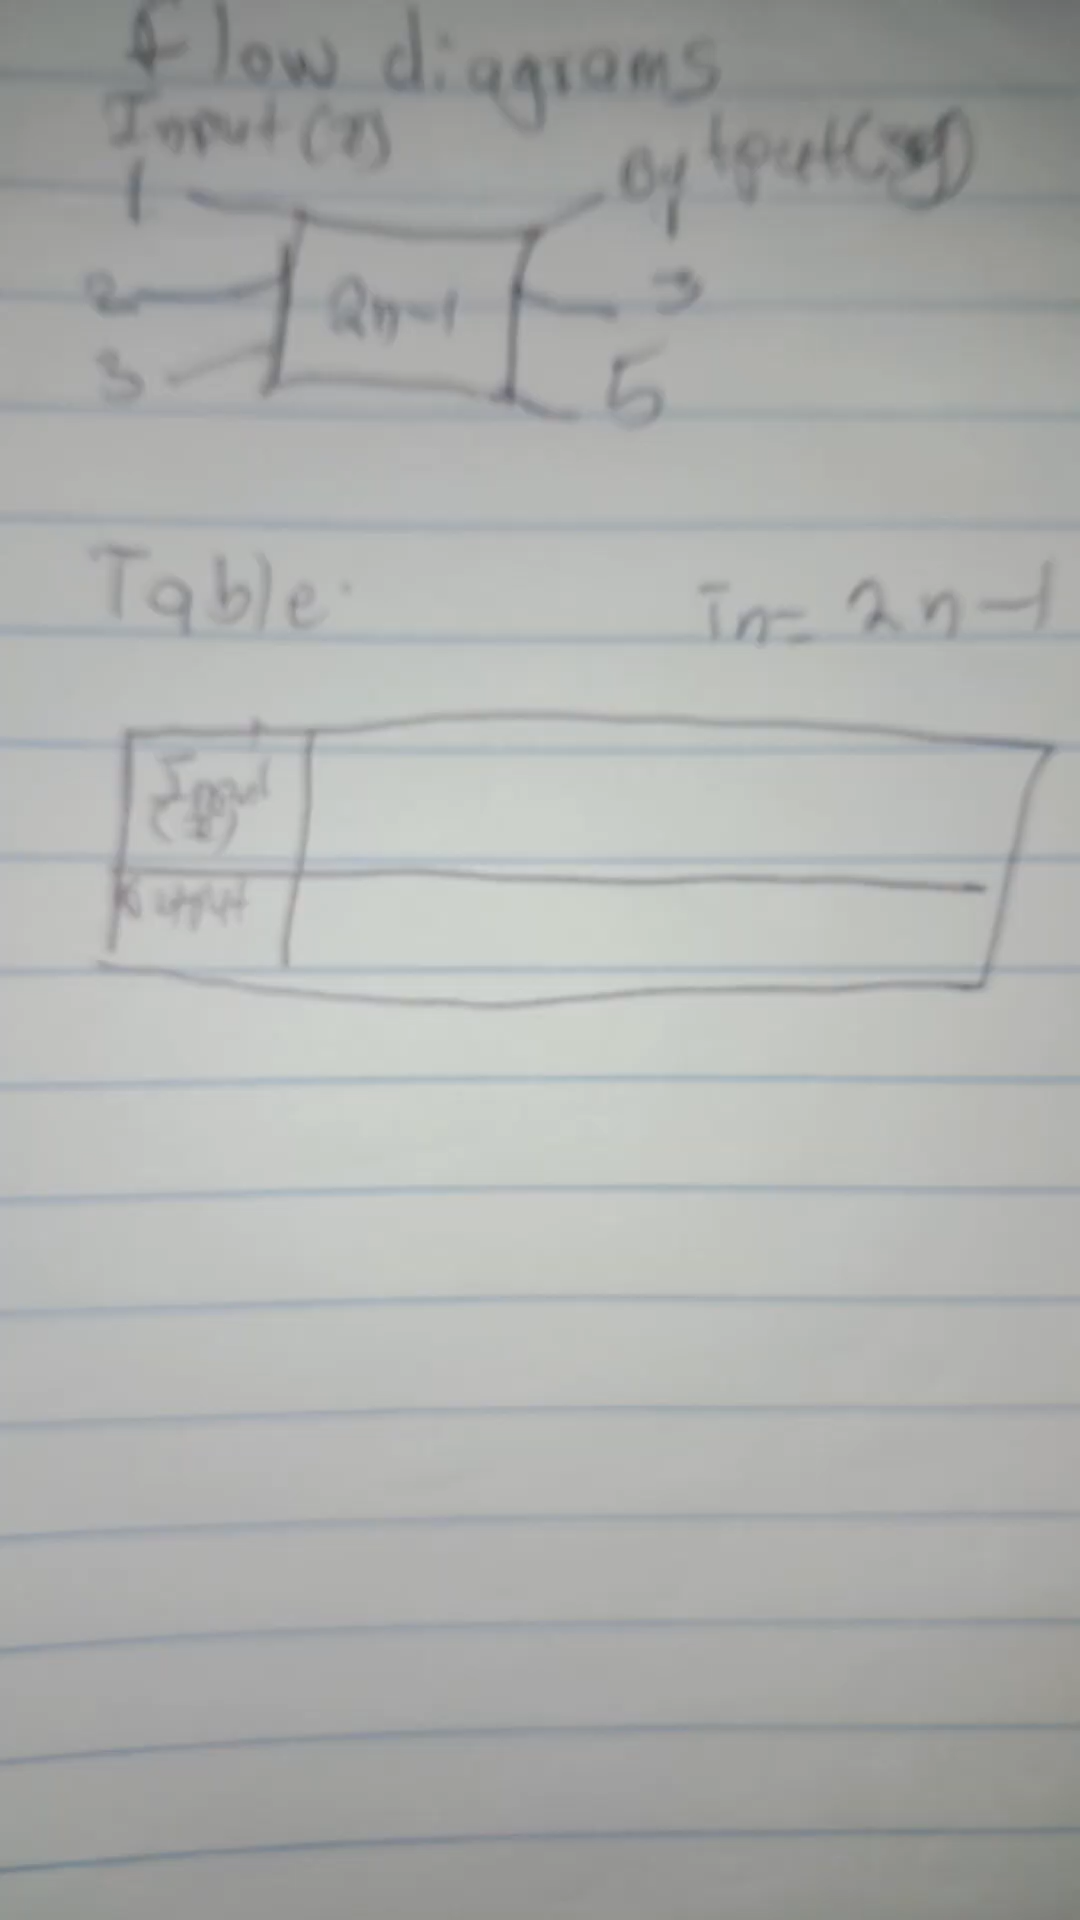 Flow diagrams
Input (x) Output(y)
1 1
2 2n-1 3
3 5
Table Tn= 2n-1
Input
(x)
Output